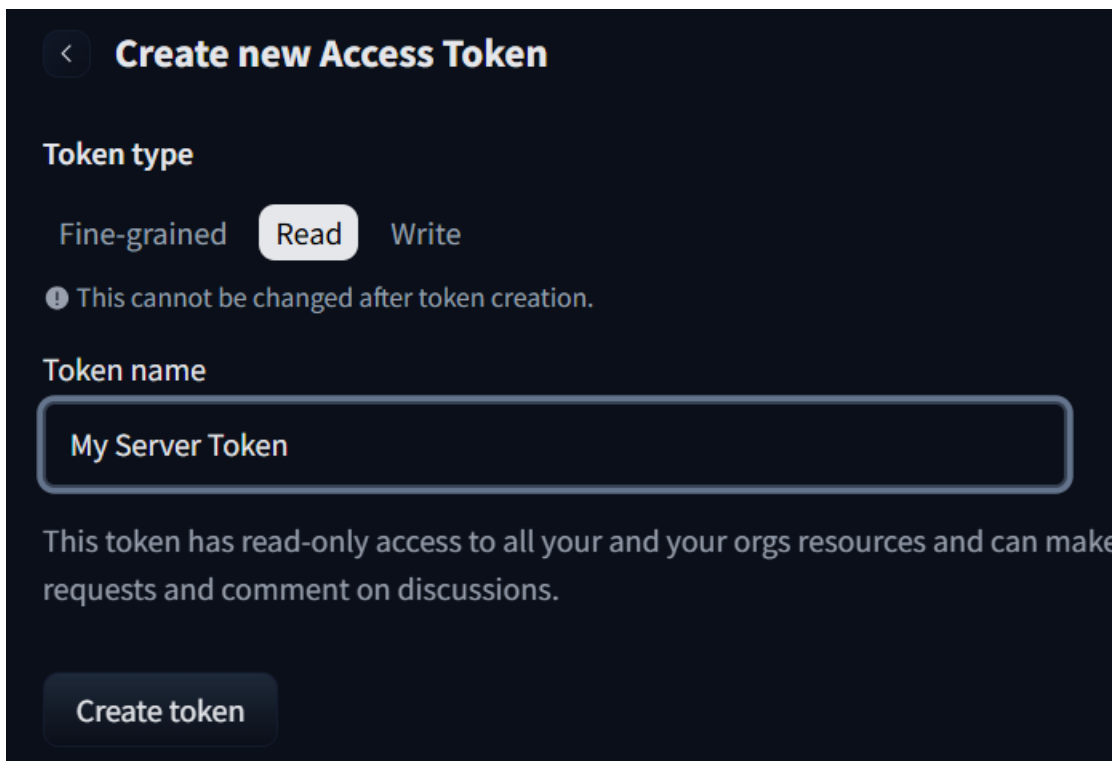 Create new Access Token
Token type
Fine-grained Read Write
This cannot be changed after token creation.
Token name
My Server Token
This token has read-only access to all your and your orgs resources and can make
requests and comment on discussions.
Create token